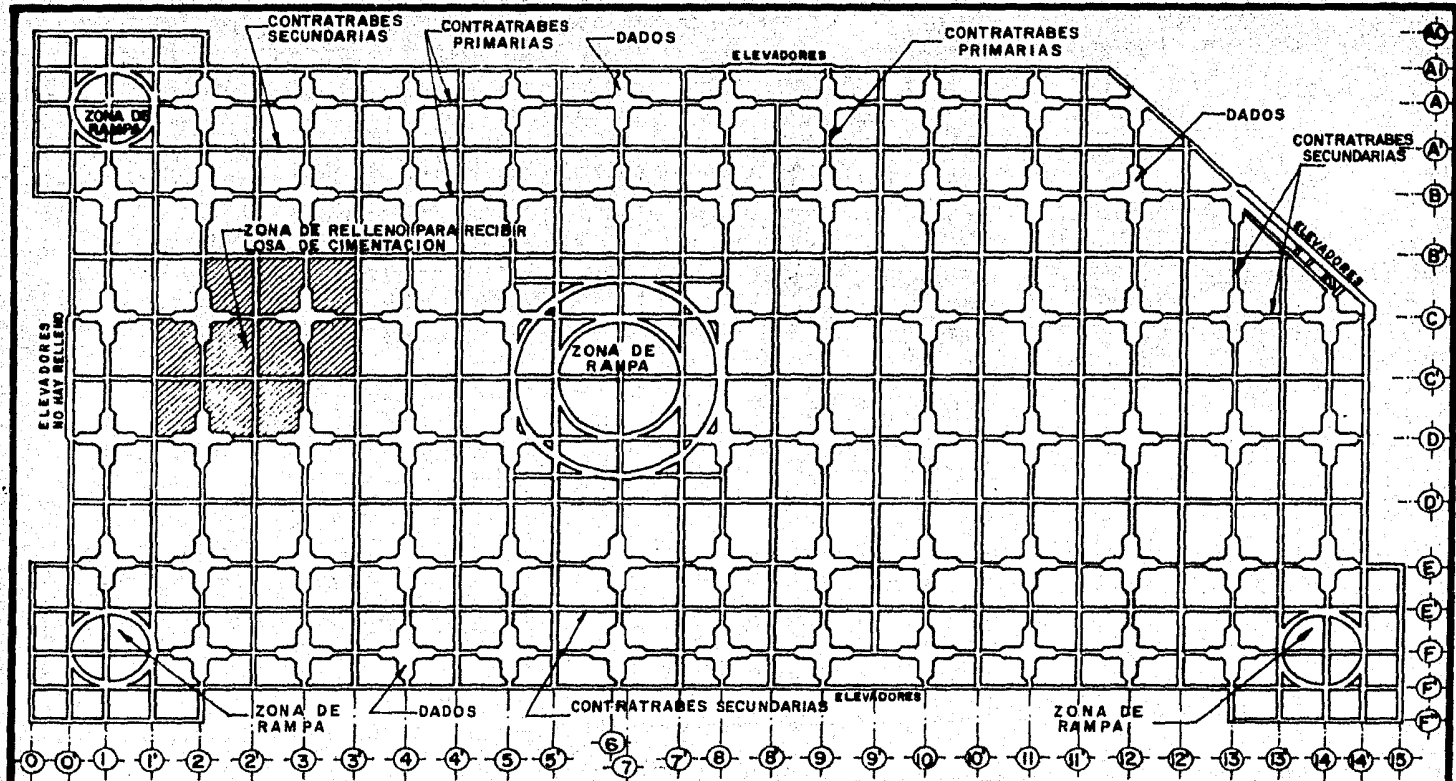 CONTRATRABES
SECUNDARIAS
CONTRATRABES
PRIMARIAS
DADOS
ELEVADORES
CONTRATRABES
PRIMARIAS
A0
A1
A
ZONA DE
RAMPA
DADOS
CONTRATRABES
SECUNDARIAS
A'
B
ZONA DE RELLENO PARA RECIBIR
LOSA DE CIMENTACION
ELEVADORES
B'
ELEVADORES
NO HAY RELLENO
C
ZONA DE
RAMPA
C'
D
D'
E
E'
F
F'
F"
ZONA DE
RAMPA
DADOS
CONTRATRABES SECUNDARIAS
ELEVADORES
ZONA DE
RAMPA
0 0' 1 1' 2 2' 3 3' 4 4' 5 5' 6 7 7' 8 8' 9 9' 10 10' 11 11' 12 12' 13 13' 14 14' 15